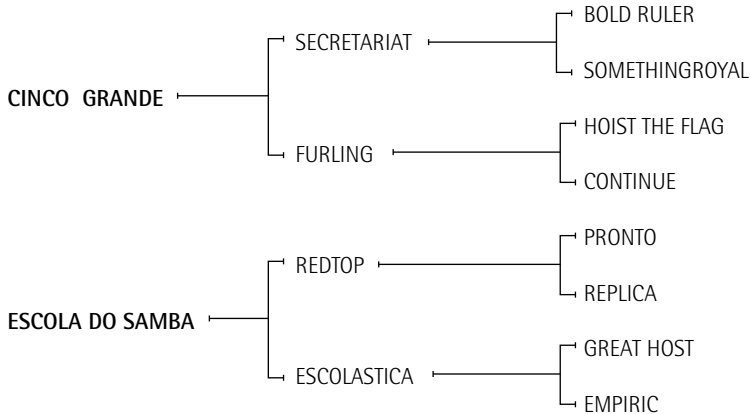 BOLD RULER
SECRETARIAT
SOMETHINGROYAL
CINCO GRANDE
HOIST THE FLAG
FURLING
CONTINUE
PRONTO
REDTOP
REPLICA
ESCOLA DO SAMBA
GREAT HOST
ESCOLASTICA
EMPIRIC